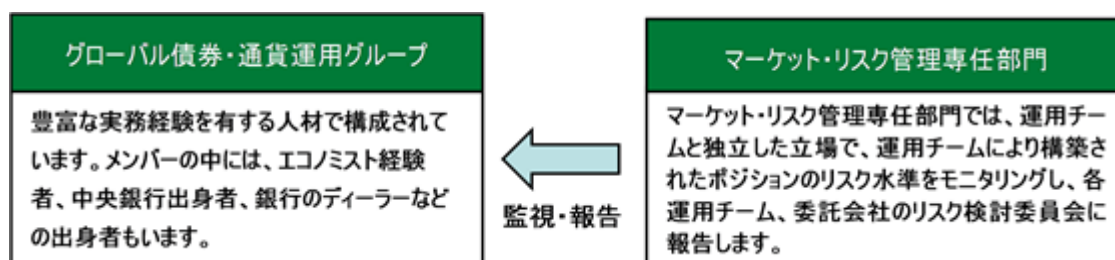 グローバル債券・通貨運用グループ
豊富な実務経験を有する人材で構成されて
います。メンバーの中には、エコノミスト経験
者、中央銀行出身者、銀行のディーラーなど
の出身者もいます。
監視・報告
マーケット・リスク管理専任部門
マーケット・リスク管理専任部門では、運用チー
ムと独立した立場で、運用チームにより構築さ
れたポジションのリスク水準をモニタリングし、各
運用チーム、委託会社のリスク検討委員会に
報告します。